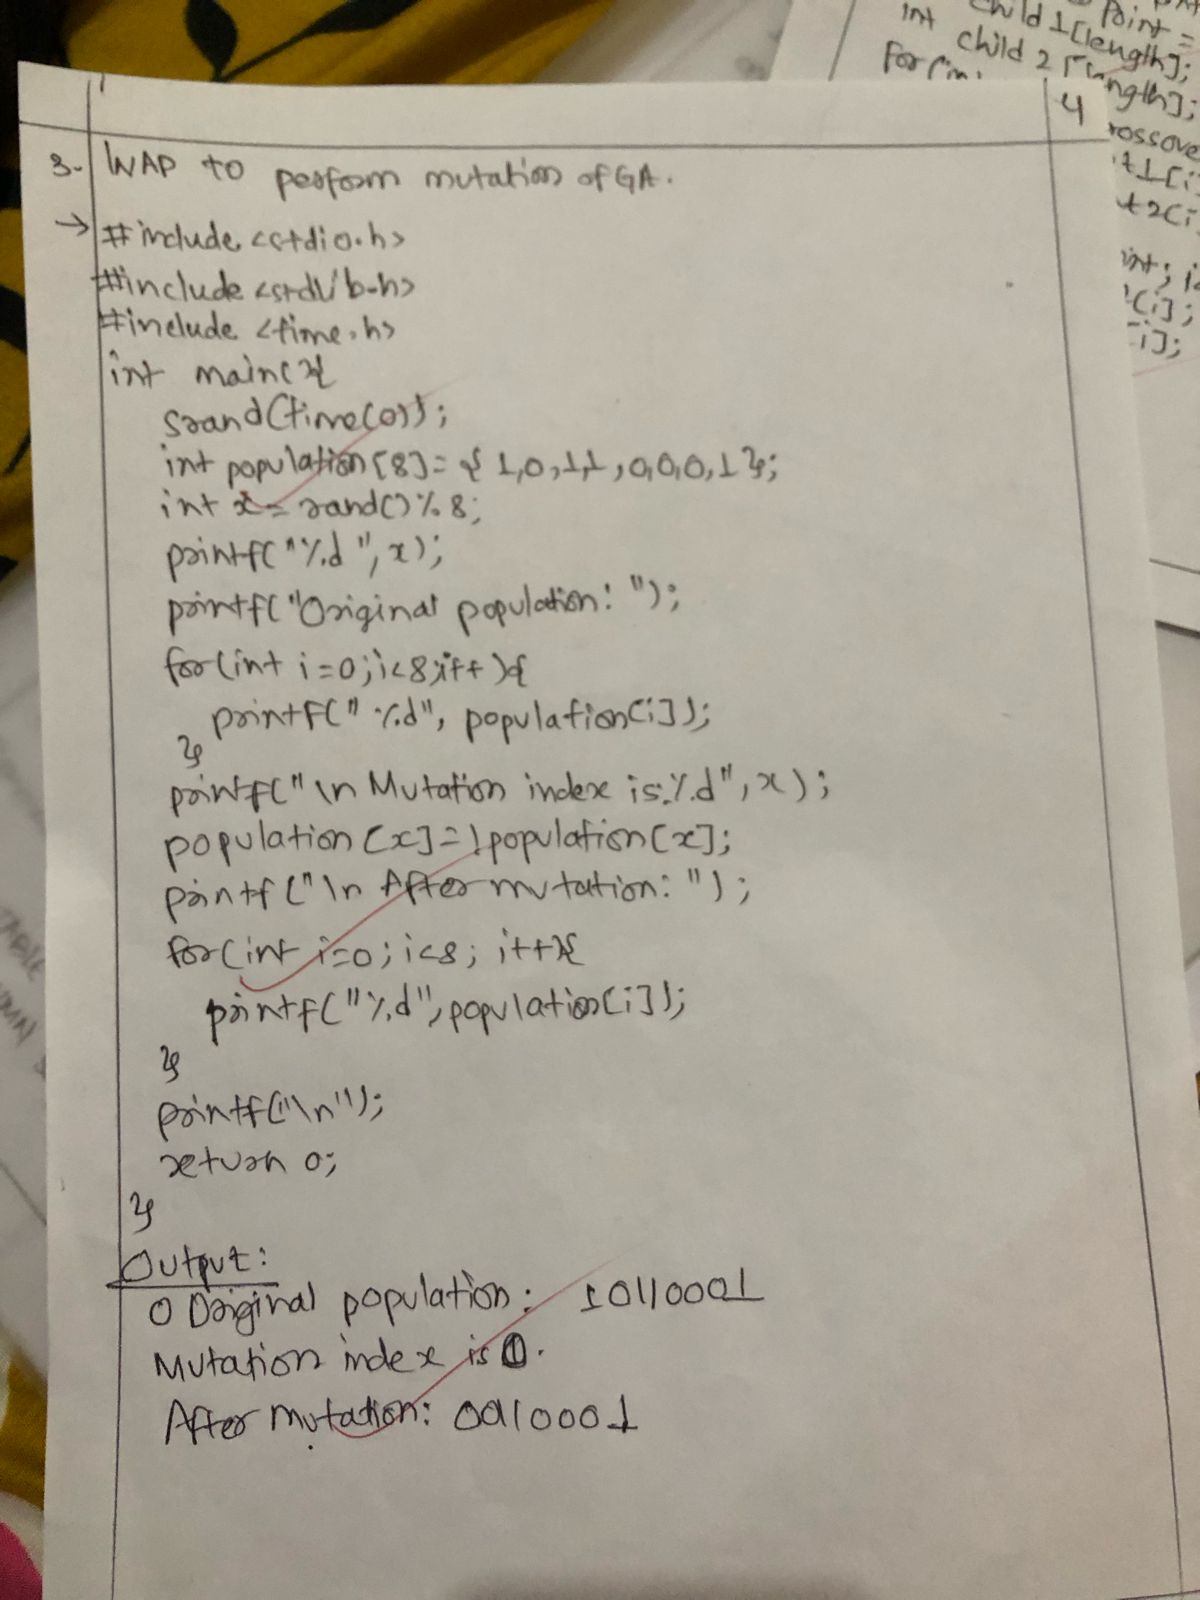 Point =
child 1[length];
int child 2 [length];
for(in
4
rossove
t1[i
t2[i
int; i<
[i];
[i];
3. WAP to perform mutation of GA.
→ #include <stdio.h>
#include <stdlib.h>
#include <time.h>
int main(){
srand(time(0));
int population[8]= { 1,0,1,1,0,0,0,1};
int x = rand()%8;
printf("%d ", x);
printf("Original population: ");
for(int i=0;i<8;i++){
printf(" %d", population[i]);
}
printf("\n Mutation index is:%d", x);
population [x]=!population[x];
printf ("\n After mutation: ");
for(int i=0; i<8; i++){
printf("%d", population[i]);
}
printf("\n");
return 0;
}
Output:
0 Original population: 10110001
Mutation index is 0.
After mutation: 00110001